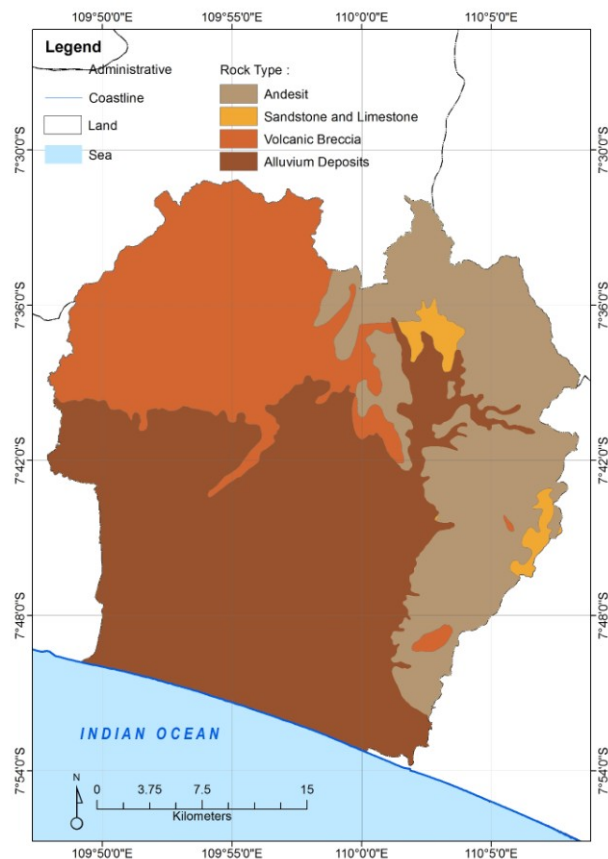 109°50'0"E 109°55'0"E 110°0'0"E 110°5'0"E
Legend
Administrative
Coastline
Land
Sea
Rock Type :
Andesit
Sandstone and Limestone
Volcanic Breccia
Alluvium Deposits
7°30'0"S 7°30'0"S
7°36'0"S 7°36'0"S
7°42'0"S 7°42'0"S
7°48'0"S 7°48'0"S
7°54'0"S 7°54'0"S
INDIAN OCEAN
N
0 3.75 7.5 15
Kilometers
109°50'0"E 109°55'0"E 110°0'0"E 110°5'0"E